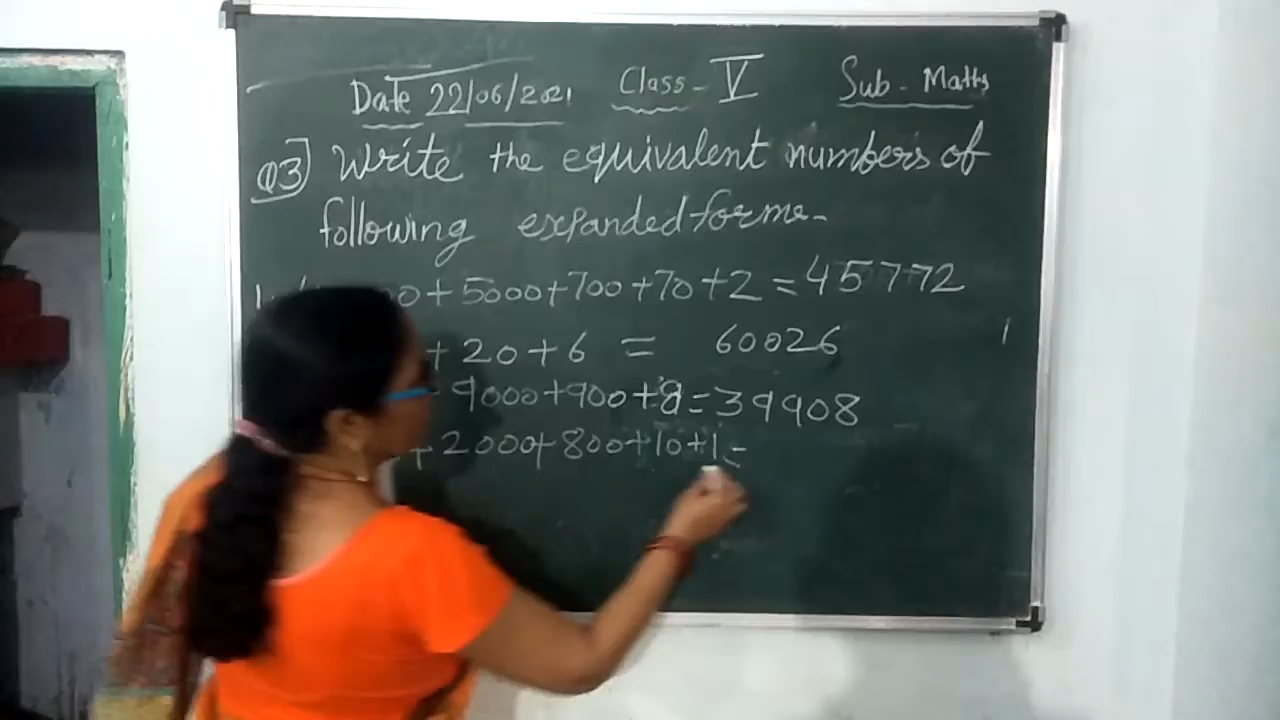 Date 22/06/2021 Class - V Sub - Maths
Q3] Write the equivalent numbers of
following expanded forms-
00+5000+700+70+2=45772
+20+6 = 60026
9000+900+8=39908
+2000+800+10+1=